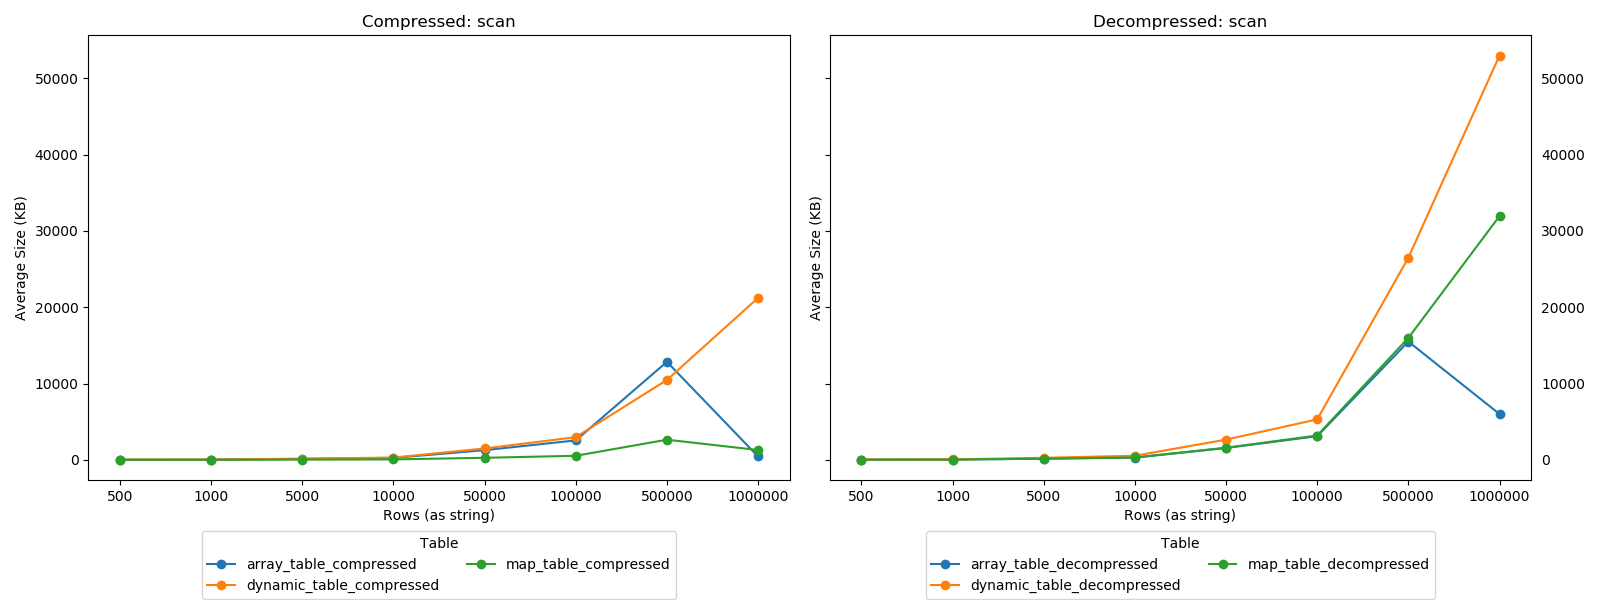 Compressed: scan
50000
40000
30000
20000
10000
0
Average Size (KB)
500 1000 5000 10000 50000 100000 500000 1000000
Rows (as string)
Table
array_table_compressed map_table_compressed
dynamic_table_compressed
Decompressed: scan
50000
40000
30000
20000
10000
0
Average Size (KB)
500 1000 5000 10000 50000 100000 500000 1000000
Rows (as string)
Table
array_table_decompressed map_table_decompressed
dynamic_table_decompressed